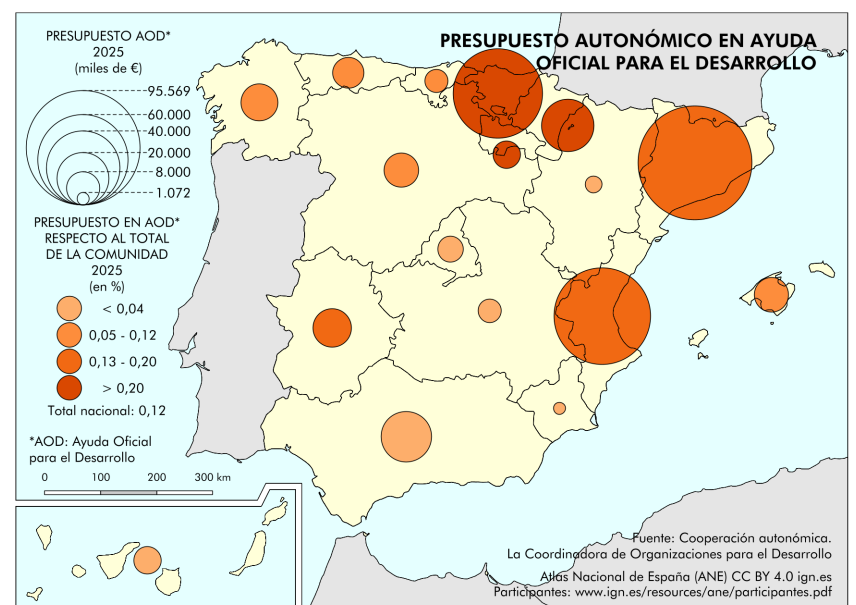 PRESUPUESTO AUTONÓMICO EN AYUDA
OFICIAL PARA EL DESARROLLO
PRESUPUESTO AOD*
2025
(miles de €)
95.569
60.000
40.000
20.000
8.000
1.072
PRESUPUESTO EN AOD*
RESPECTO AL TOTAL
DE LA COMUNIDAD
2025
(en %)
< 0,04
0,05 - 0,12
0,13 - 0,20
> 0,20
Total nacional: 0,12
*AOD: Ayuda Oficial
para el Desarrollo
0 100 200 300 km
Fuente: Cooperación autonómica.
La Coordinadora de Organizaciones para el Desarrollo
Atlas Nacional de España (ANE) CC BY 4.0 ign.es
Participantes: www.ign.es/resources/ane/participantes.pdf